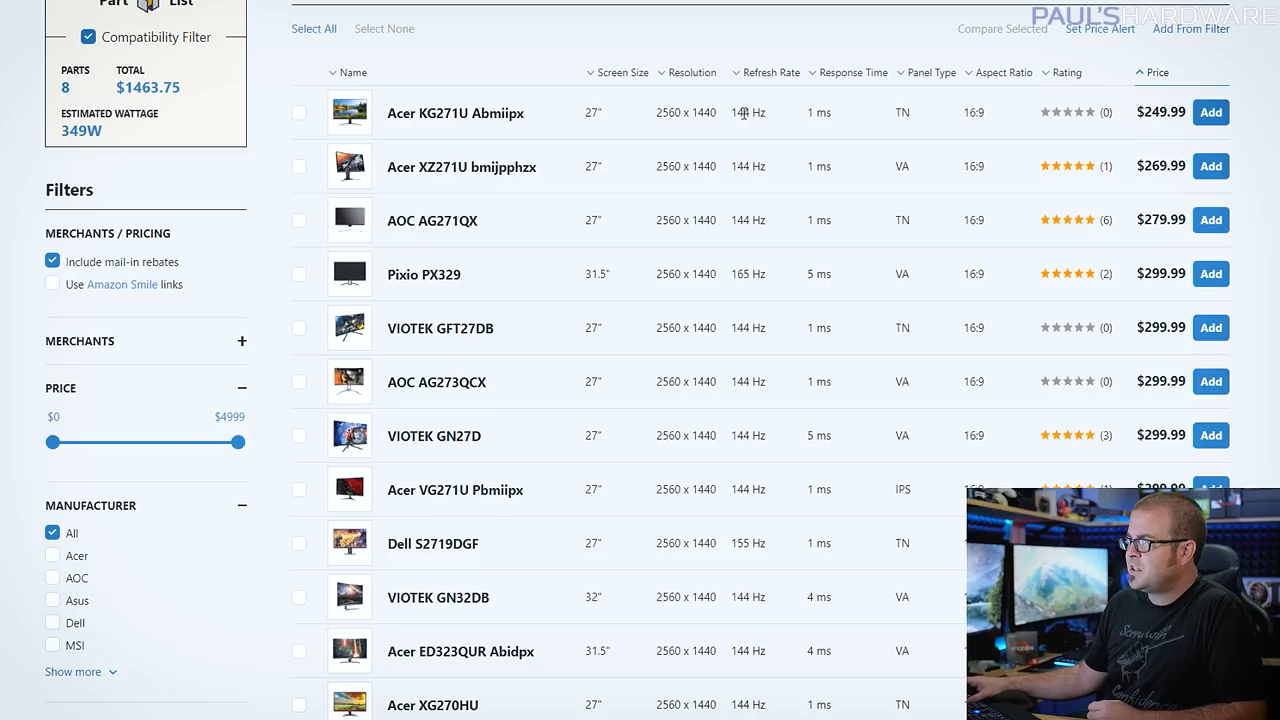 Part List
PAUL'S HARDWARE
Compatibility Filter
PARTS TOTAL
8 $1463.75
ESTIMATED WATTAGE
349W
Filters
MERCHANTS / PRICING
Include mail-in rebates
Use Amazon Smile links
MERCHANTS +
PRICE −
$0 $4999
MANUFACTURER −
All
Acer
AOC
Asus
Dell
MSI
Show more
Select All Select None Compare Selected Set Price Alert Add From Filter
Name Screen Size Resolution Refresh Rate Response Time Panel Type Aspect Ratio Rating Price
Acer KG271U Abmiipx 27" 2560 x 1440 144 Hz 1 ms TN 16:9 (0) $249.99 Add
Acer XZ271U bmijpphzx 27" 2560 x 1440 144 Hz 1 ms VA 16:9 (1) $269.99 Add
AOC AG271QX 27" 2560 x 1440 144 Hz 1 ms TN 16:9 (6) $279.99 Add
Pixio PX329 31.5" 2560 x 1440 165 Hz 5 ms VA 16:9 (2) $299.99 Add
VIOTEK GFT27DB 27" 2560 x 1440 144 Hz 1 ms TN 16:9 (0) $299.99 Add
AOC AG273QCX 27" 2560 x 1440 144 Hz 1 ms VA 16:9 (0) $299.99 Add
VIOTEK GN27D 27" 2560 x 1440 144 Hz 5 ms VA 16:9 (3) $299.99 Add
Acer VG271U Pbmiipx 27" 2560 x 1440 144 Hz 1 ms IPS
Dell S2719DGF 27" 2560 x 1440 155 Hz 1 ms TN
VIOTEK GN32DB 32" 2560 x 1440 144 Hz 4 ms VA
Acer ED323QUR Abidpx 31.5" 2560 x 1440 144 Hz 4 ms VA
Acer XG270HU 27" 2560 x 1440 144 Hz 1 ms TN
RYZEN
Screwin
Confidence